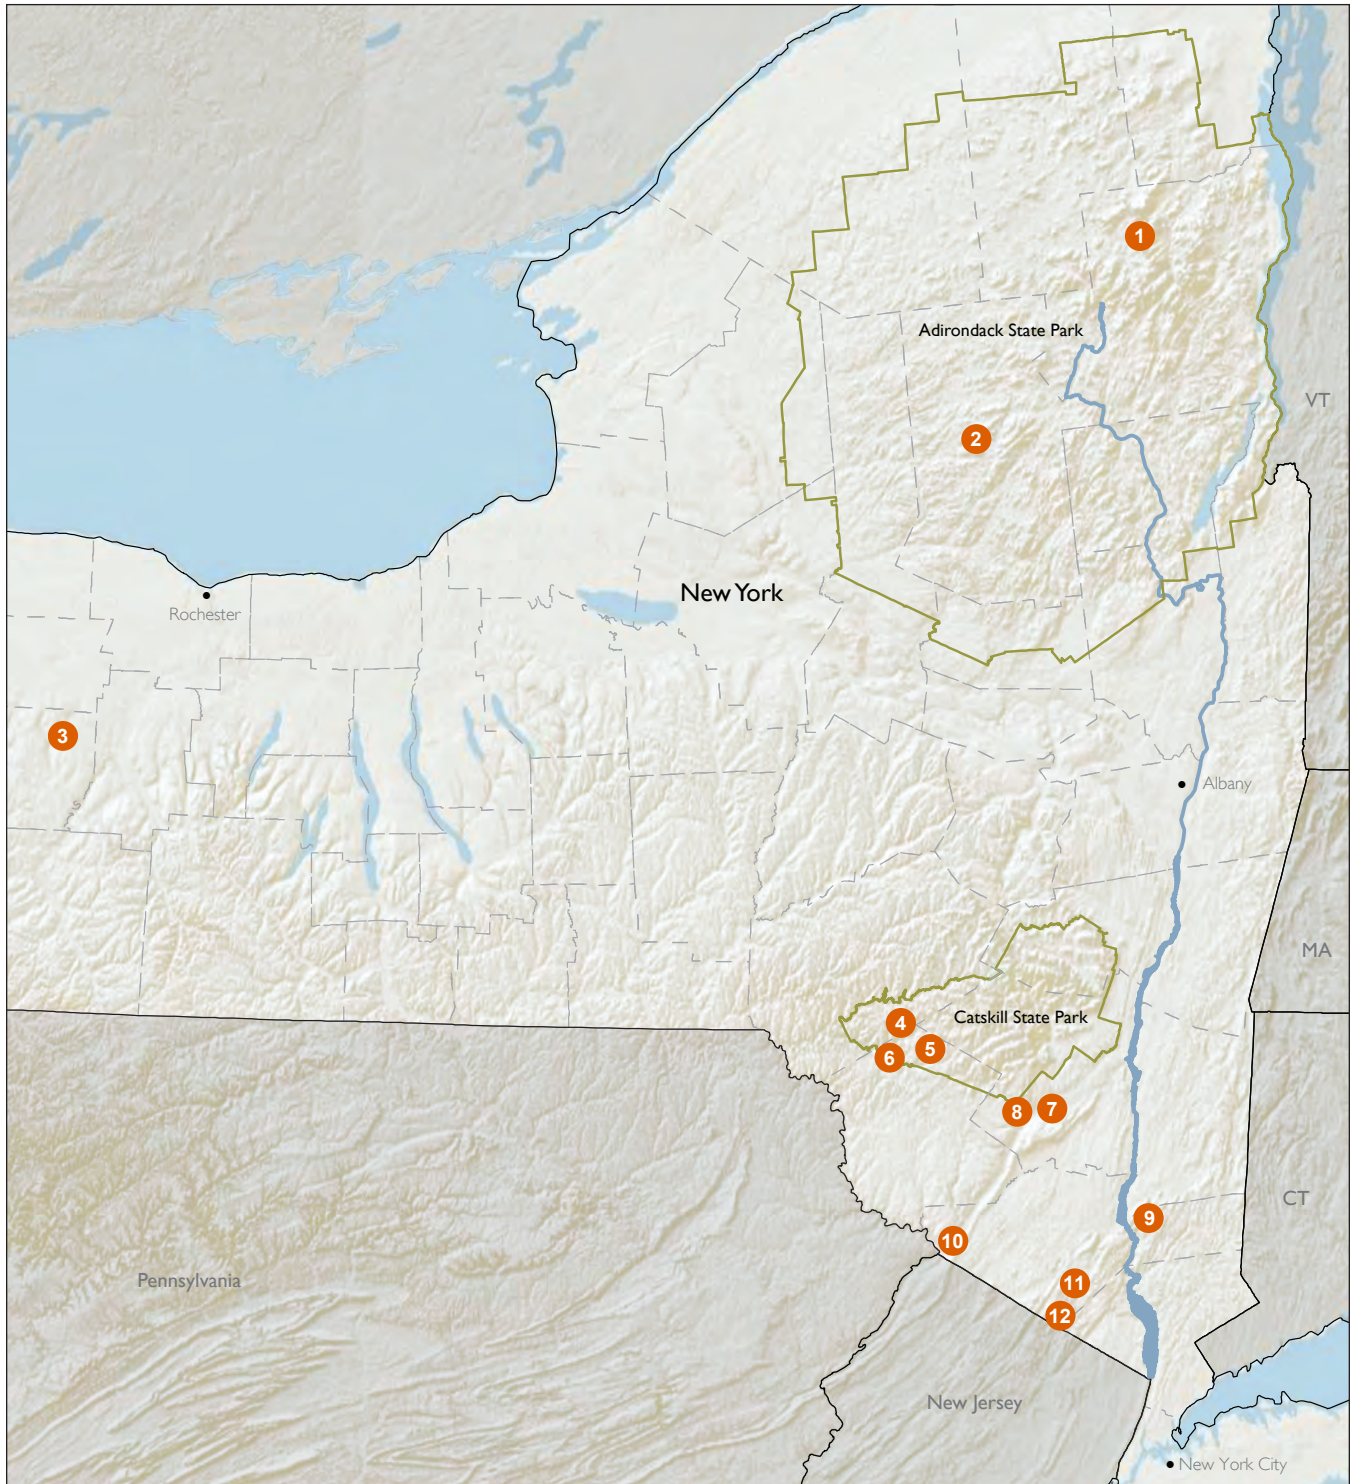 1
Adirondack State Park
VT
2
New York
Rochester
3
Albany
MA
4
Catskill State Park
5
6
7
8
CT
9
10
Pennsylvania
11
12
New Jersey
New York City